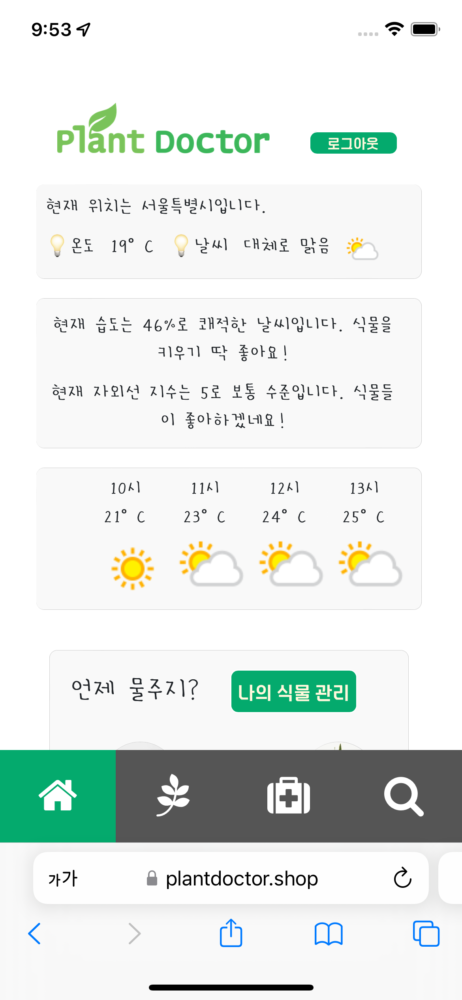 9:53
Plant Doctor
로그아웃
현재 위치는 서울특별시입니다.
온도 19° C 날씨 대체로 맑음
현재 습도는 46%로 쾌적한 날씨입니다. 식물을
키우기 딱 좋아요!
현재 자외선 지수는 5로 보통 수준입니다. 식물들
이 좋아하겠네요!
10시 11시 12시 13시
21° C 23° C 24° C 25° C
언제 물주지? 나의 식물 관리
가가 plantdoctor.shop